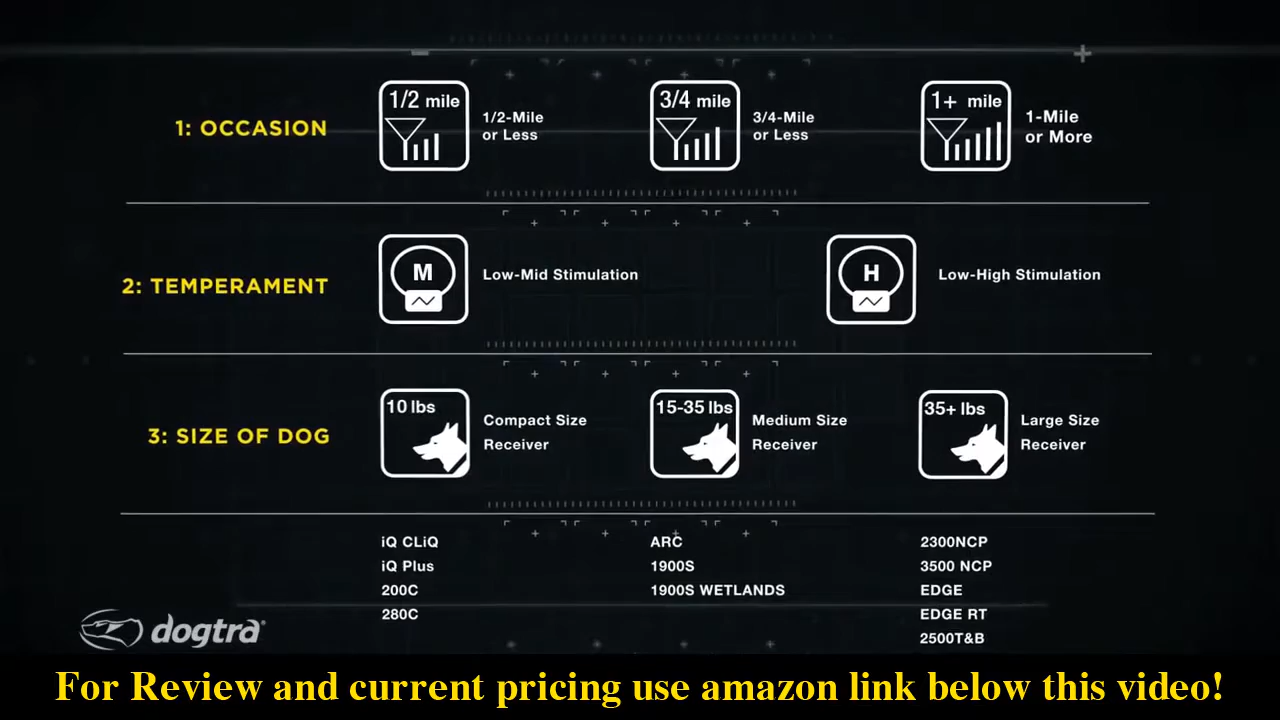 1: OCCASION
1/2 mile
1/2-Mile
or Less
3/4 mile
3/4-Mile
or Less
1+ mile
1-Mile
or More
2: TEMPERAMENT
M
Low-Mid Stimulation
H
Low-High Stimulation
3: SIZE OF DOG
10 lbs
Compact Size
Receiver
15-35 lbs
Medium Size
Receiver
35+ lbs
Large Size
Receiver
iQ CLiQ
iQ Plus
200C
280C
ARC
1900S
1900S WETLANDS
2300NCP
3500 NCP
EDGE
EDGE RT
2500T&B
dogtra
For Review and current pricing use amazon link below this video!